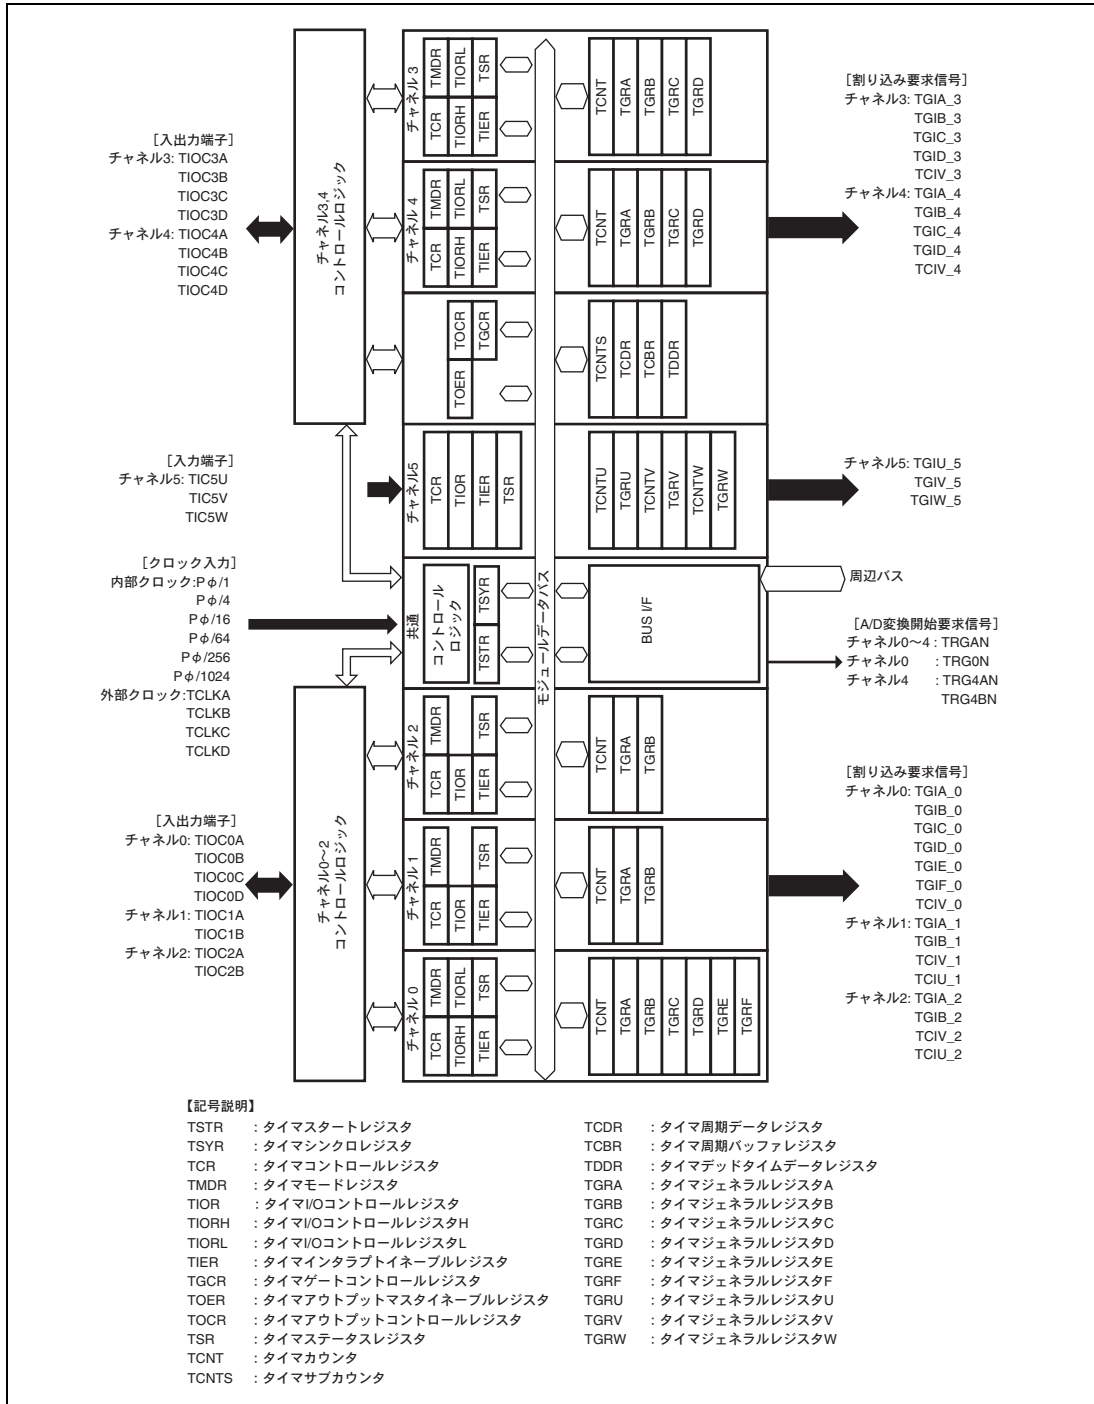 [入出力端子]
チャネル3: TIOC3A
TIOC3B
TIOC3C
TIOC3D
チャネル4: TIOC4A
TIOC4B
TIOC4C
TIOC4D
[入力端子]
チャネル5: TIC5U
TIC5V
TIC5W
[クロック入力]
内部クロック:Pφ/1
Pφ/4
Pφ/16
Pφ/64
Pφ/256
Pφ/1024
外部クロック:TCLKA
TCLKB
TCLKC
TCLKD
[入出力端子]
チャネル0: TIOC0A
TIOC0B
TIOC0C
TIOC0D
チャネル1: TIOC1A
TIOC1B
チャネル2: TIOC2A
TIOC2B
チャネル3,4
コントロールロジック
チャネル0〜2
コントロールロジック
チャネル 3
TCR
TMDR
TIORH
TIORL
TIER
TSR
TCNT
TGRA
TGRB
TGRC
TGRD
チャネル 4
TCR
TMDR
TIORH
TIORL
TIER
TSR
TCNT
TGRA
TGRB
TGRC
TGRD
TOER
TOCR
TGCR
TCNTS
TCDR
TCBR
TDDR
チャネル5
TCR
TIOR
TIER
TSR
TCNTU
TGRU
TCNTV
TGRV
TCNTW
TGRW
共通
コントロール
ロジック
TSTR
TSYR
モジュールデータバス
BUS I/F
チャネル 2
TCR
TMDR
TIOR
TIER
TSR
TCNT
TGRA
TGRB
チャネル 1
TCR
TMDR
TIOR
TIER
TSR
TCNT
TGRA
TGRB
チャネル 0
TCR
TMDR
TIORH
TIORL
TIER
TSR
TCNT
TGRA
TGRB
TGRC
TGRD
TGRE
TGRF
[割り込み要求信号]
チャネル3: TGIA_3
TGIB_3
TGIC_3
TGID_3
TCIV_3
チャネル4: TGIA_4
TGIB_4
TGIC_4
TGID_4
TCIV_4
チャネル5: TGIU_5
TGIV_5
TGIW_5
周辺バス
[A/D変換開始要求信号]
チャネル0〜4 : TRGAN
チャネル0 : TRG0N
チャネル4 : TRG4AN
TRG4BN
[割り込み要求信号]
チャネル0: TGIA_0
TGIB_0
TGIC_0
TGID_0
TGIE_0
TGIF_0
TCIV_0
チャネル1: TGIA_1
TGIB_1
TCIV_1
TCIU_1
チャネル2: TGIA_2
TGIB_2
TCIV_2
TCIU_2
【記号説明】
TSTR : タイマスタートレジスタ
TSYR : タイマシンクロレジスタ
TCR : タイマコントロールレジスタ
TMDR : タイマモードレジスタ
TIOR : タイマI/Oコントロールレジスタ
TIORH : タイマI/OコントロールレジスタH
TIORL : タイマI/OコントロールレジスタL
TIER : タイマインタラプトイネーブルレジスタ
TGCR : タイマゲートコントロールレジスタ
TOER : タイマアウトプットマスタイネーブルレジスタ
TOCR : タイマアウトプットコントロールレジスタ
TSR : タイマステータスレジスタ
TCNT : タイマカウンタ
TCNTS : タイマサブカウンタ
TCDR : タイマ周期データレジスタ
TCBR : タイマ周期バッファレジスタ
TDDR : タイマデッドタイムデータレジスタ
TGRA : タイマジェネラルレジスタA
TGRB : タイマジェネラルレジスタB
TGRC : タイマジェネラルレジスタC
TGRD : タイマジェネラルレジスタD
TGRE : タイマジェネラルレジスタE
TGRF : タイマジェネラルレジスタF
TGRU : タイマジェネラルレジスタU
TGRV : タイマジェネラルレジスタV
TGRW : タイマジェネラルレジスタW